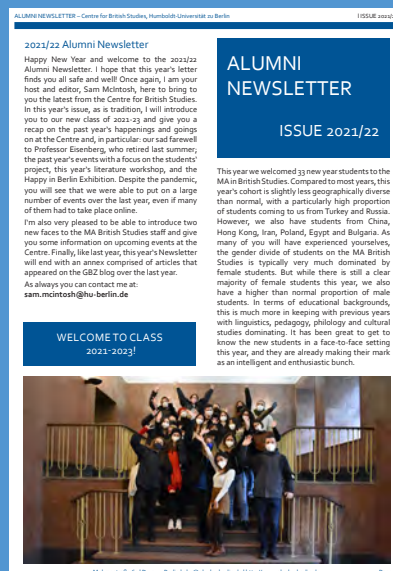 ALUMNI NEWSLETTER – Centre for British Studies, Humboldt-Universität zu Berlin
I ISSUE 2021/2
2021/22 Alumni Newsletter
Happy New Year and welcome to the 2021/22
Alumni Newsletter. I hope that this year's letter
finds you all safe and well! Once again, I am your
host and editor, Sam McIntosh, here to bring to
you the latest from the Centre for British Studies.
In this year's issue, as is tradition, I will introduce
you to our new class of 2021-23 and give you a
recap on the past year's happenings and goings
on at the Centre and, in particular: our sad farewell
to Professor Eisenberg, who retired last summer;
the past year's events with a focus on the students'
project, this year's literature workshop, and the
Happy in Berlin Exhibition. Despite the pandemic,
you will see that we were able to put on a large
number of events over the last year, even if many
of them had to take place online.
I'm also very pleased to be able to introduce two
new faces to the MA British Studies staff and give
you some information on upcoming events at the
Centre. Finally, like last year, this year's Newsletter
will end with an annex comprised of articles that
appeared on the GBZ blog over the last year.
As always you can contact me at:
sam.mcintosh@hu-berlin.de
WELCOME TO CLASS
2021-2023!
ALUMNI
NEWSLETTER
ISSUE 2021/22
This year we welcomed 33 new year students to the
MA in British Studies. Compared to most years, this
year's cohort is slightly less geographically diverse
than normal, with a particularly high proportion
of students coming to us from Turkey and Russia.
However, we also have students from China,
Hong Kong, Iran, Poland, Egypt and Bulgaria. As
many of you will have experienced yourselves,
the gender divide of students on the MA British
Studies is typically very much dominated by
female students. But while there is still a clear
majority of female students this year, we also
have a higher than normal proportion of male
students. In terms of educational backgrounds,
this is much more in keeping with previous years
with linguistics, pedagogy, philology and cultural
studies dominating. It has been great to get to
know the new students in a face-to-face setting
this year, and they are already making their mark
as an intelligent and enthusiastic bunch.